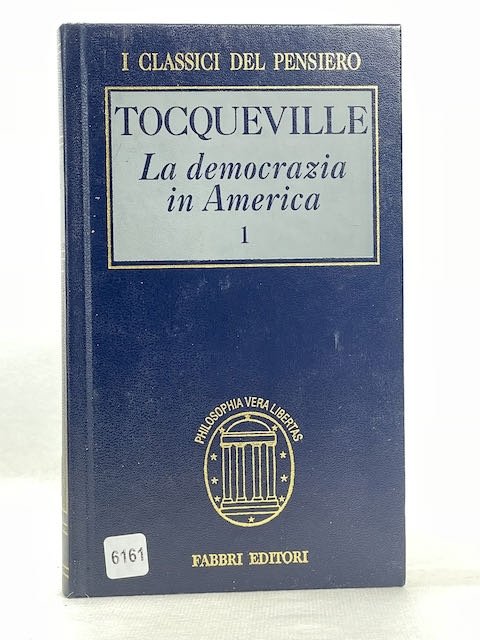 I CLASSICI DEL PENSIERO
TOCQUEVILLE
La democrazia
in America
1
PHILOSOPHIA VERA LIBERTAS
6161
FABBRI EDITORI